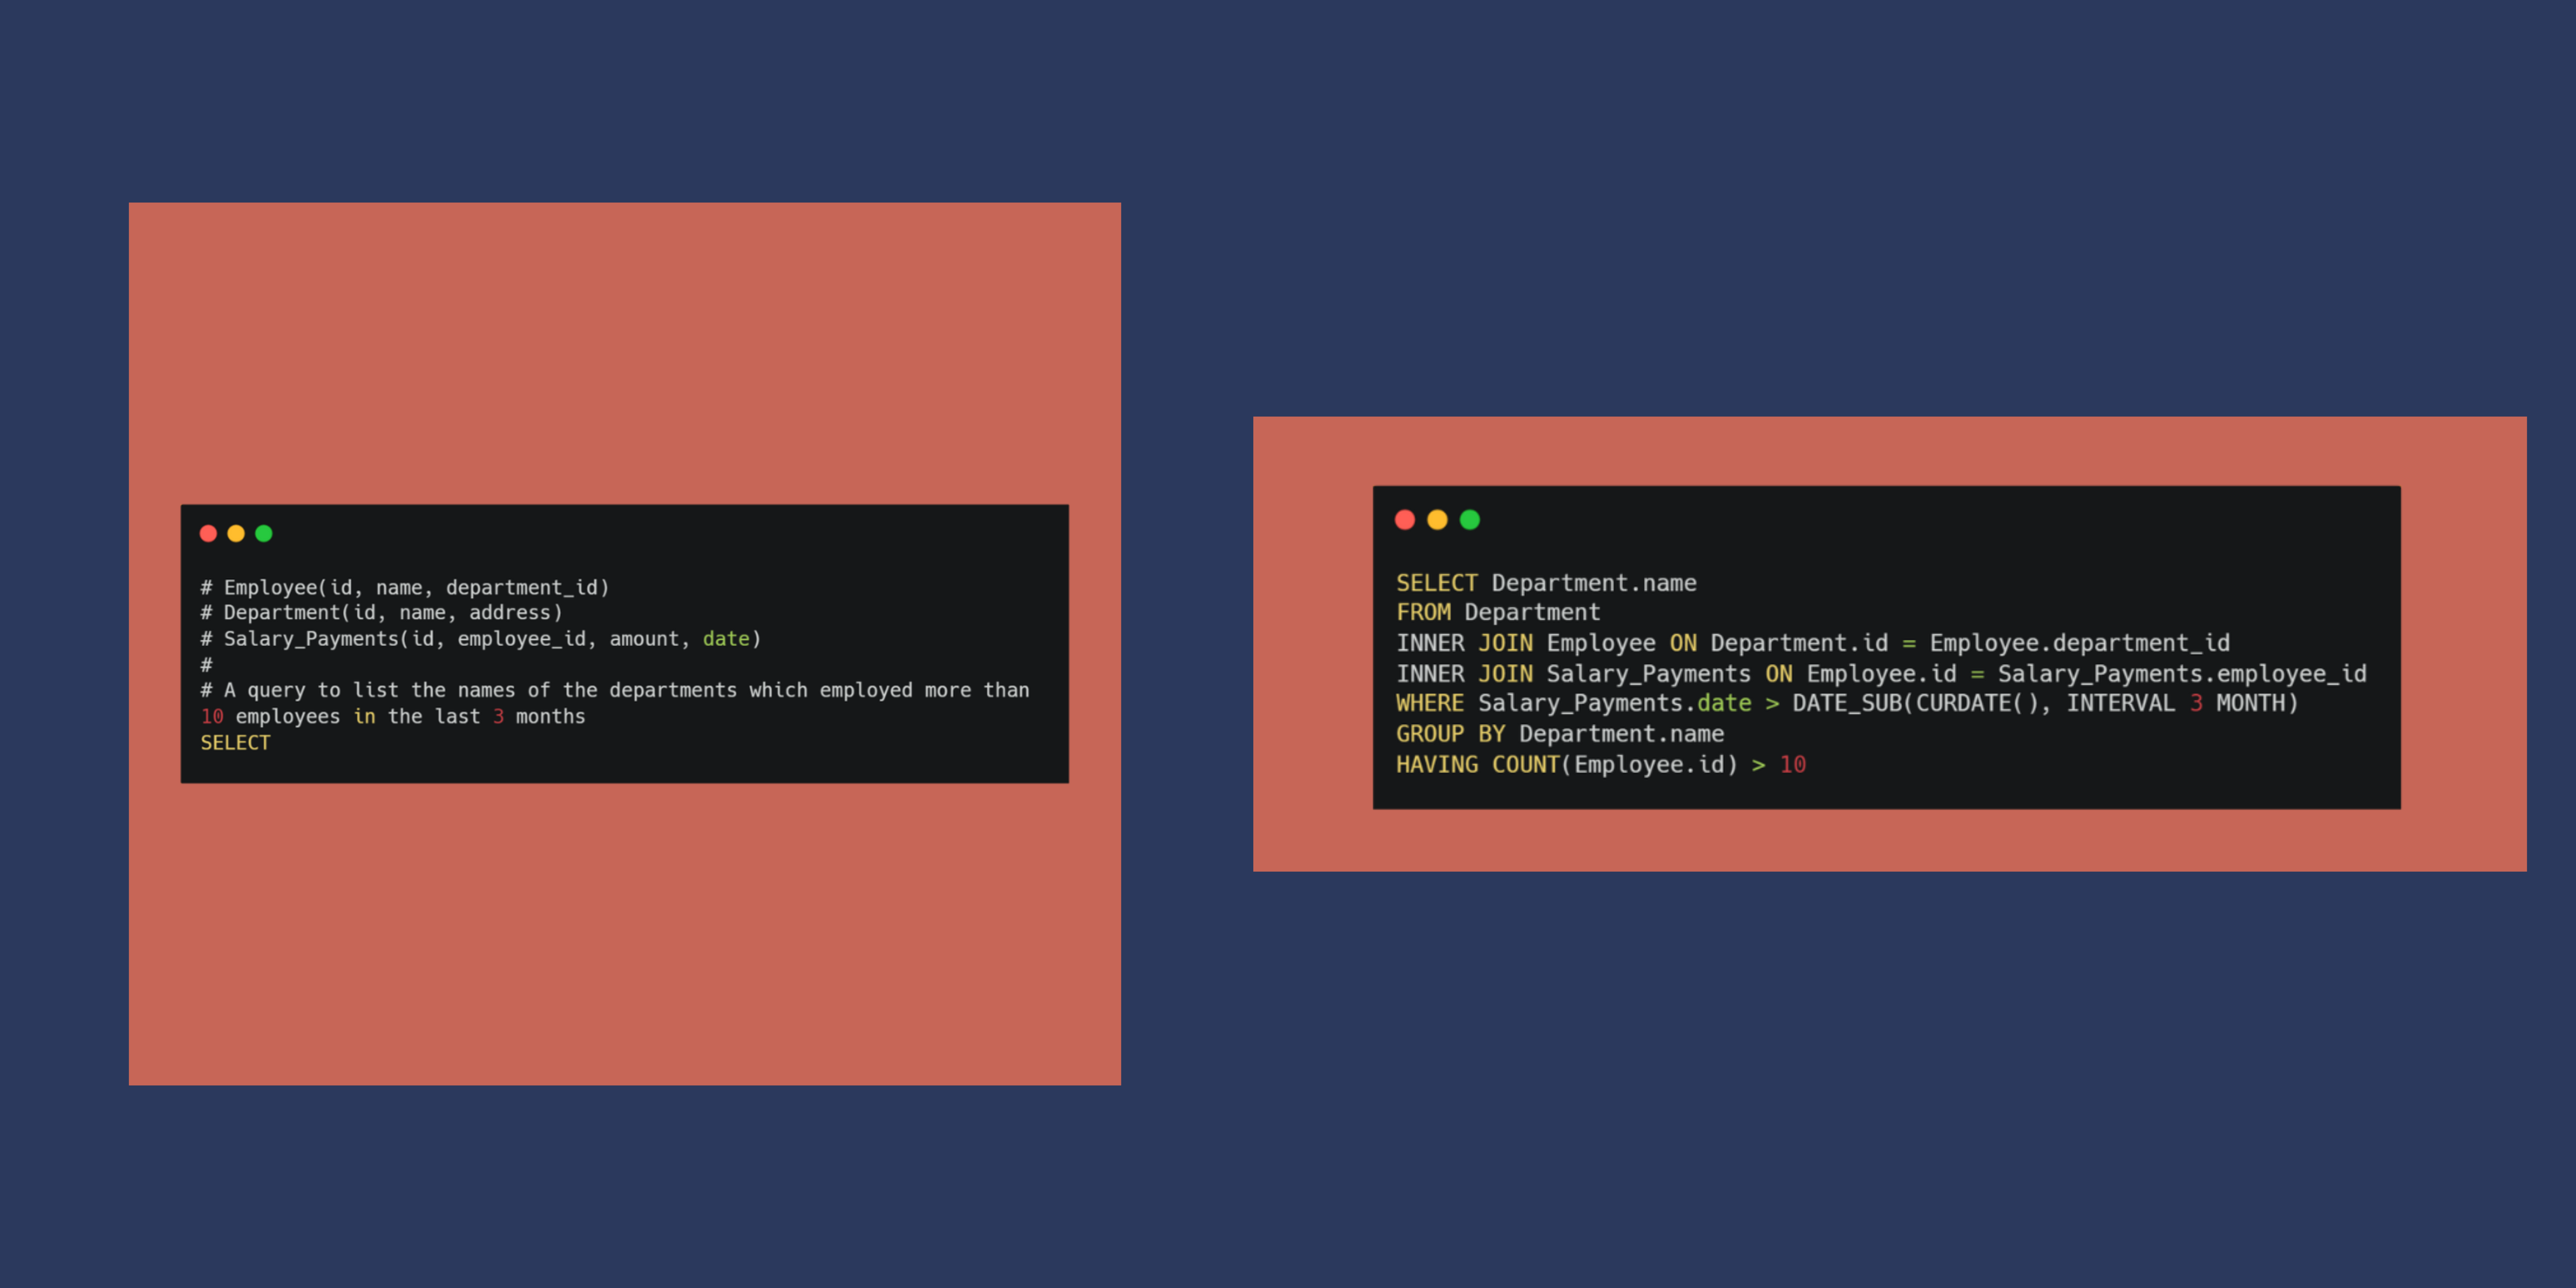 # Employee(id, name, department_id)
# Department(id, name, address)
# Salary_Payments(id, employee_id, amount, date)
#
# A query to list the names of the departments which employed more than
10 employees in the last 3 months
SELECT
SELECT Department.name
FROM Department
INNER JOIN Employee ON Department.id = Employee.department_id
INNER JOIN Salary_Payments ON Employee.id = Salary_Payments.employee_id
WHERE Salary_Payments.date > DATE_SUB(CURDATE(), INTERVAL 3 MONTH)
GROUP BY Department.name
HAVING COUNT(Employee.id) > 10